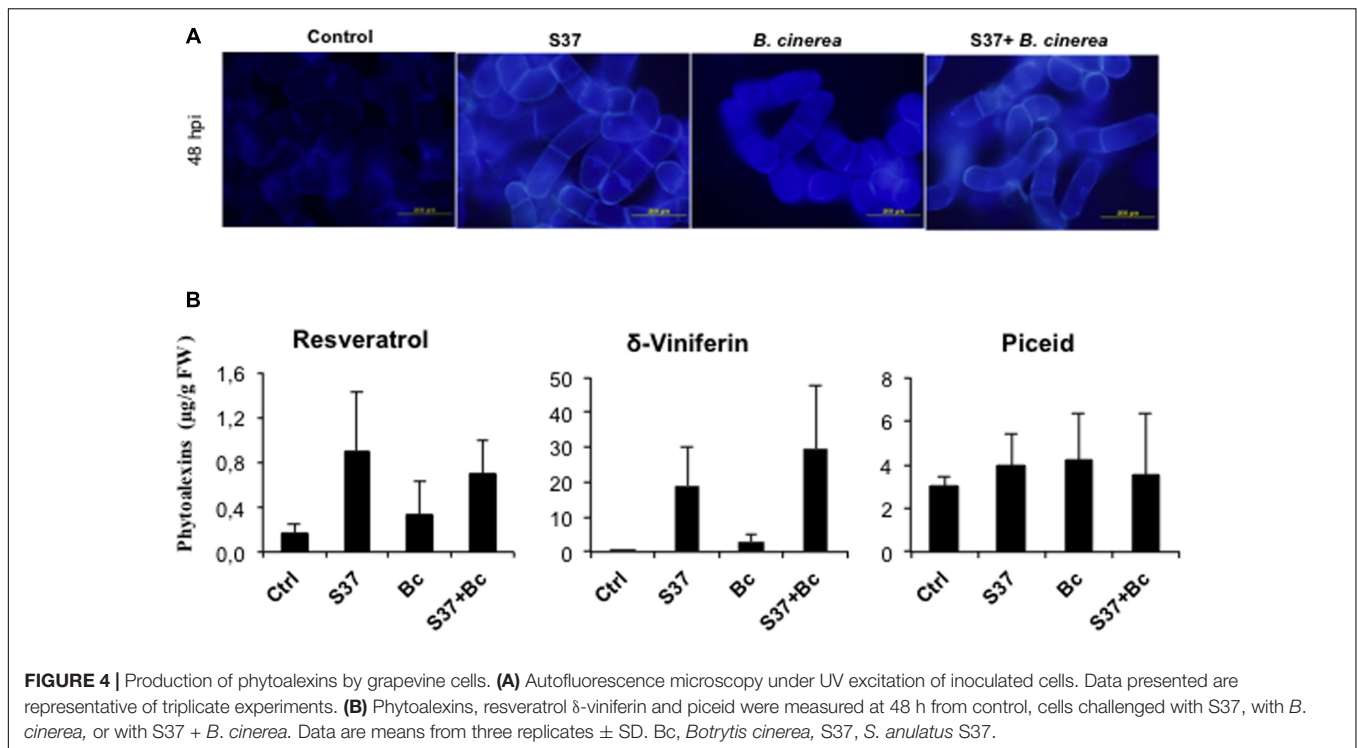 A
Control
S37
B. cinerea
S37+ B. cinerea
48 hpi
B
Phytoalexins (µg/g FW)
Resveratrol
1,6
1,2
0,8
0,4
0,0
Ctrl
S37
Bc
S37+Bc
δ-Viniferin
50
40
30
20
10
0
Ctrl
S37
Bc
S37+Bc
Piceid
8
6
4
2
0
Ctrl
S37
Bc
S37+Bc
FIGURE 4 | Production of phytoalexins by grapevine cells. (A) Autofluorescence microscopy under UV excitation of inoculated cells. Data presented are
representative of triplicate experiments. (B) Phytoalexins, resveratrol δ-viniferin and piceid were measured at 48 h from control, cells challenged with S37, with B.
cinerea, or with S37 + B. cinerea. Data are means from three replicates ± SD. Bc, Botrytis cinerea, S37, S. anulatus S37.